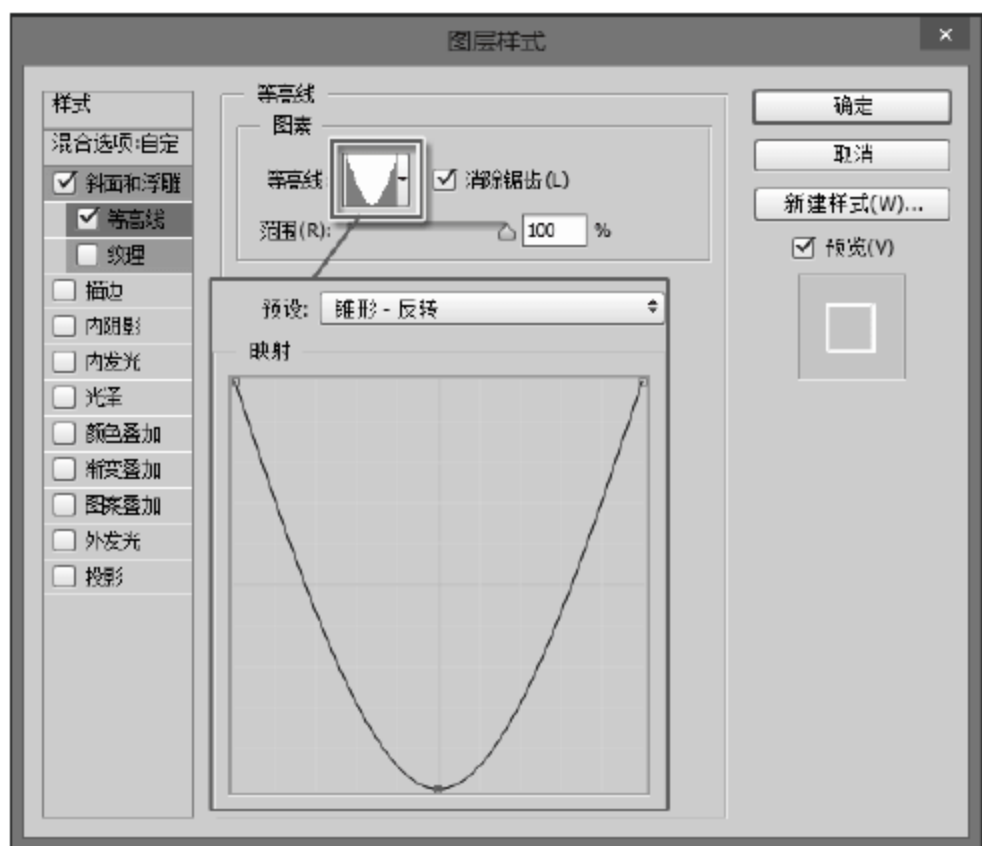 图层样式
×
样式
混合选项:自定
斜面和浮雕
等高线
纹理
描边
内阴影
内发光
光泽
颜色叠加
渐变叠加
图案叠加
外发光
投影
等高线
图素
等高线:
消除锯齿(L)
范围(R):
100
%
预设:
锥形 - 反转
映射
确定
取消
新建样式(W)...
预览(V)